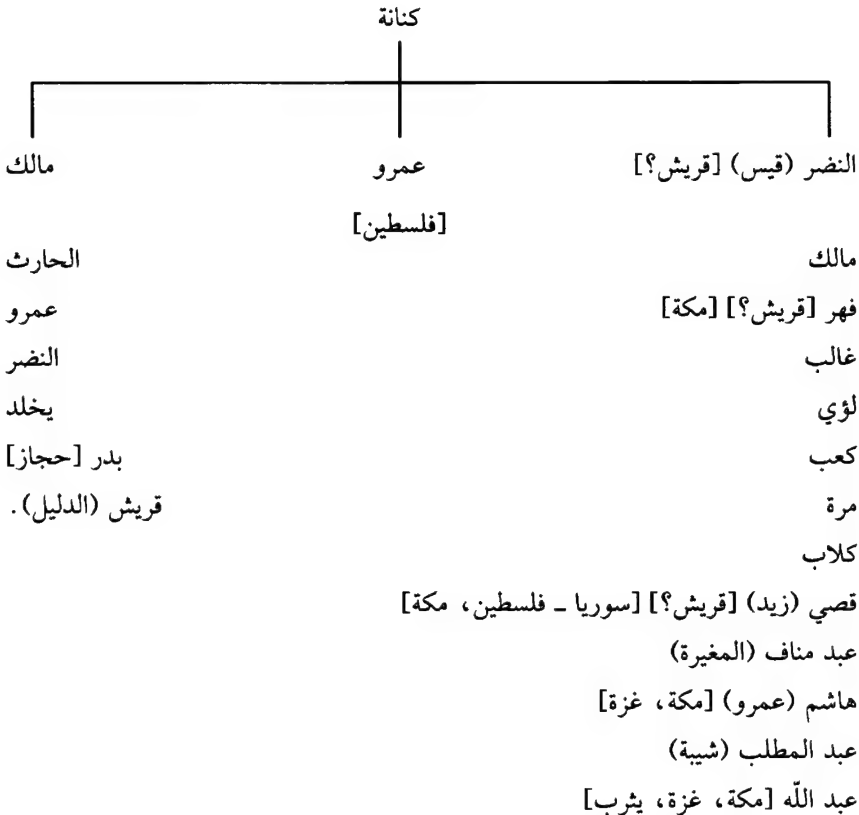 كنانة
النضر (قيس) [قريش؟] عمرو مالك
[فلسطين]
مالك الحارث
فهر [قريش؟] [مكة] عمرو
غالب النضر
لؤي يخلد
كعب بدر [حجاز]
مرة قريش (الدليل).
كلاب
قصي (زيد) [قريش؟] [سوريا ـ فلسطين، مكة]
عبد مناف (المغيرة)
هاشم (عمرو) [مكة، غزة]
عبد المطلب (شيبة)
عبد اللّه [مكة، غزة، يثرب]